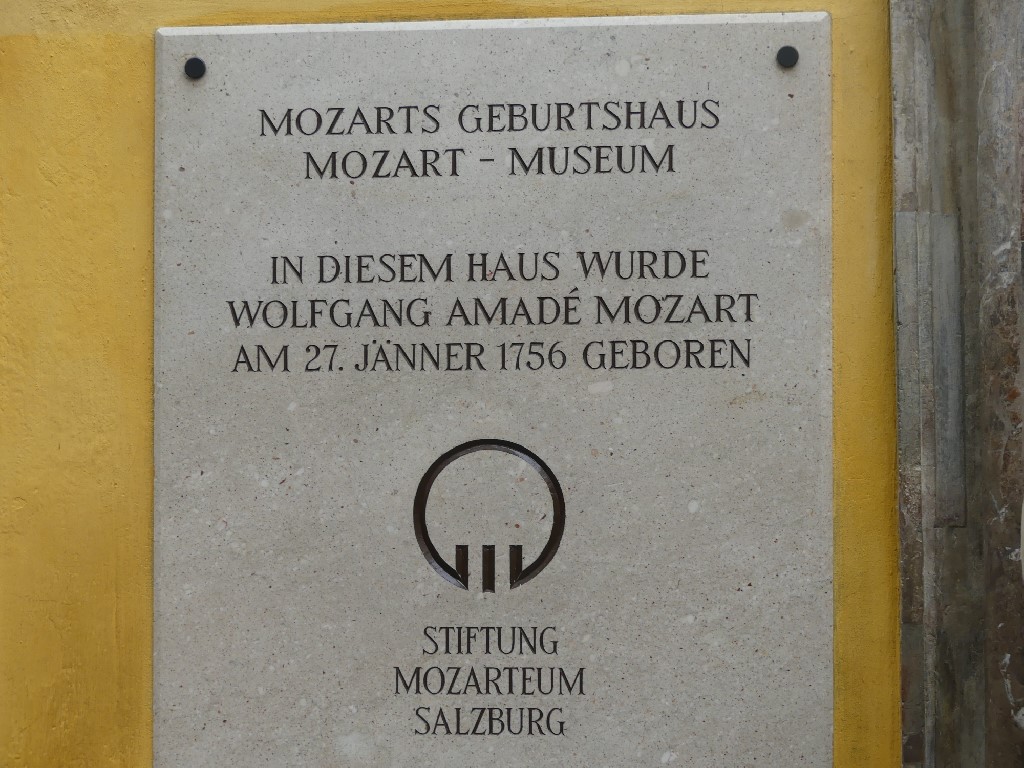 MOZARTS GEBURTSHAUS
MOZART - MUSEUM
IN DIESEM HAUS WURDE
WOLFGANG AMADÉ MOZART
AM 27. JÄNNER 1756 GEBOREN
STIFTUNG
MOZARTEUM
SALZBURG